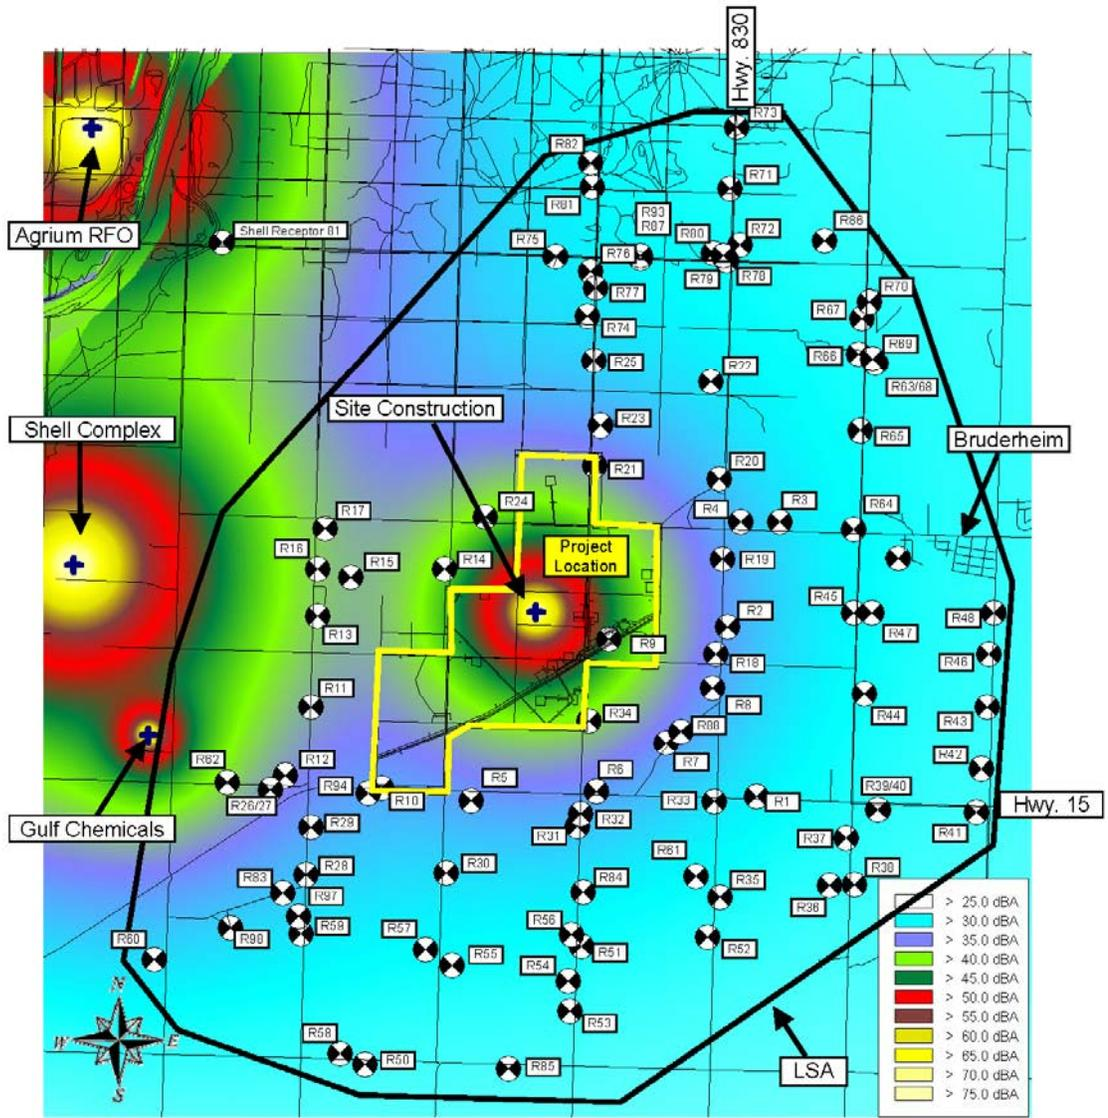 Hwy. 830
R73
R82
R71
R81
R93
R87
R86
Agrium RFO
Shell Receptor 81
R75
R80
R72
R76
R79
R78
R77
R70
R67
R74
R25
R66
R69
R22
R63/68
Site Construction
Shell Complex
R23
R65
Bruderheim
R21
R20
R24
R4
R3
R64
R17
Project
Location
R16
R15
R14
R19
R45
R2
R48
R13
R47
R9
R18
R46
R11
R8
R34
R44
R43
R88
R62
R12
R7
R42
R94
R5
R6
R39/40
R26/27
R10
R33
R1
Hwy. 15
Gulf Chemicals
R32
R41
R29
R31
R37
R61
R28
R30
R38
R83
R84
R35
R36
R97
R59
R56
R60
R98
R57
R51
R52
R55
R54
R53
R58
R50
R85
LSA
N
W
E
S
> 25.0 dBA
> 30.0 dBA
> 35.0 dBA
> 40.0 dBA
> 45.0 dBA
> 50.0 dBA
> 55.0 dBA
> 60.0 dBA
> 65.0 dBA
> 70.0 dBA
> 75.0 dBA